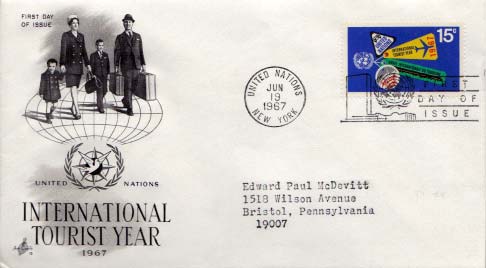 FIRST DAY
OF ISSUE
UNITED NATIONS
INTERNATIONAL
TOURIST YEAR
1967
UNITED NATIONS
JUN
19
1967
NEW YORK
15c
INTERNATIONAL
TOURIST YEAR
1967
FIRST
DAY OF
ISSUE
Edward Paul McDevitt
1518 Wilson Avenue
Bristol, Pennsylvania
19007